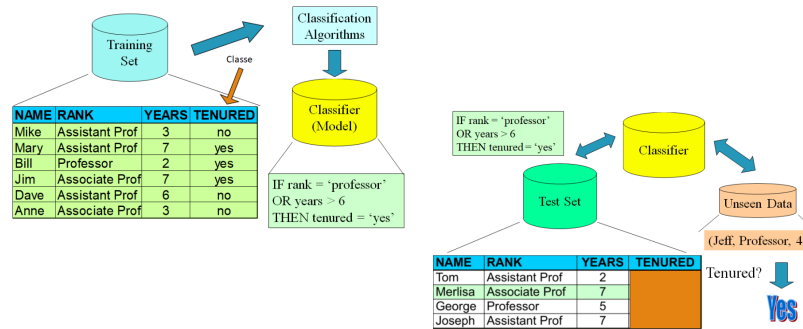 Training
Set
Classification
Algorithms
Classe
NAME RANK YEARS TENURED
Mike Assistant Prof 3 no
Mary Assistant Prof 7 yes
Bill Professor 2 yes
Jim Associate Prof 7 yes
Dave Assistant Prof 6 no
Anne Associate Prof 3 no
Classifier
(Model)
IF rank = ‘professor’
OR years > 6
THEN tenured = ‘yes’
IF rank = ‘professor’
OR years > 6
THEN tenured = ‘yes’
Classifier
Test Set
Unseen Data
(Jeff, Professor, 4
NAME RANK YEARS TENURED
Tom Assistant Prof 2
Merlisa Associate Prof 7
George Professor 5
Joseph Assistant Prof 7
Tenured?
Yes